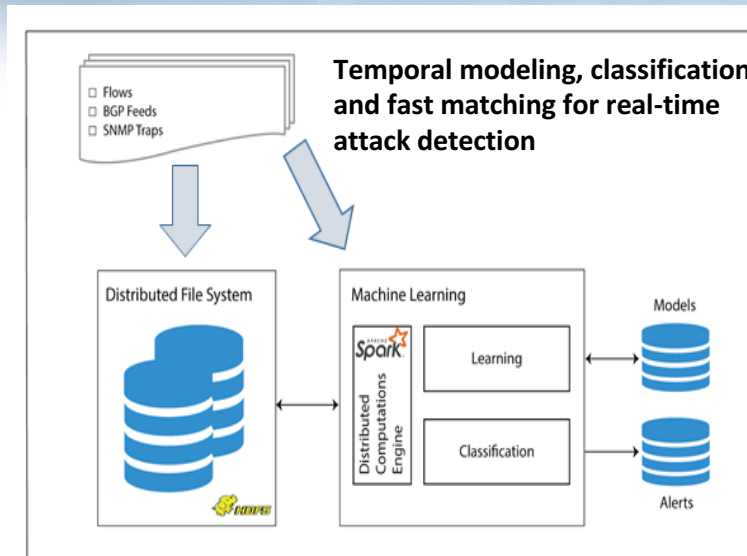 Temporal modeling, classification
and fast matching for real-time
attack detection
Flows
BGP Feeds
SNMP Traps
Distributed File System
HDFS
Machine Learning
APACHE
Spark
Distributed
Computations
Engine
Learning
Classification
Models
Alerts